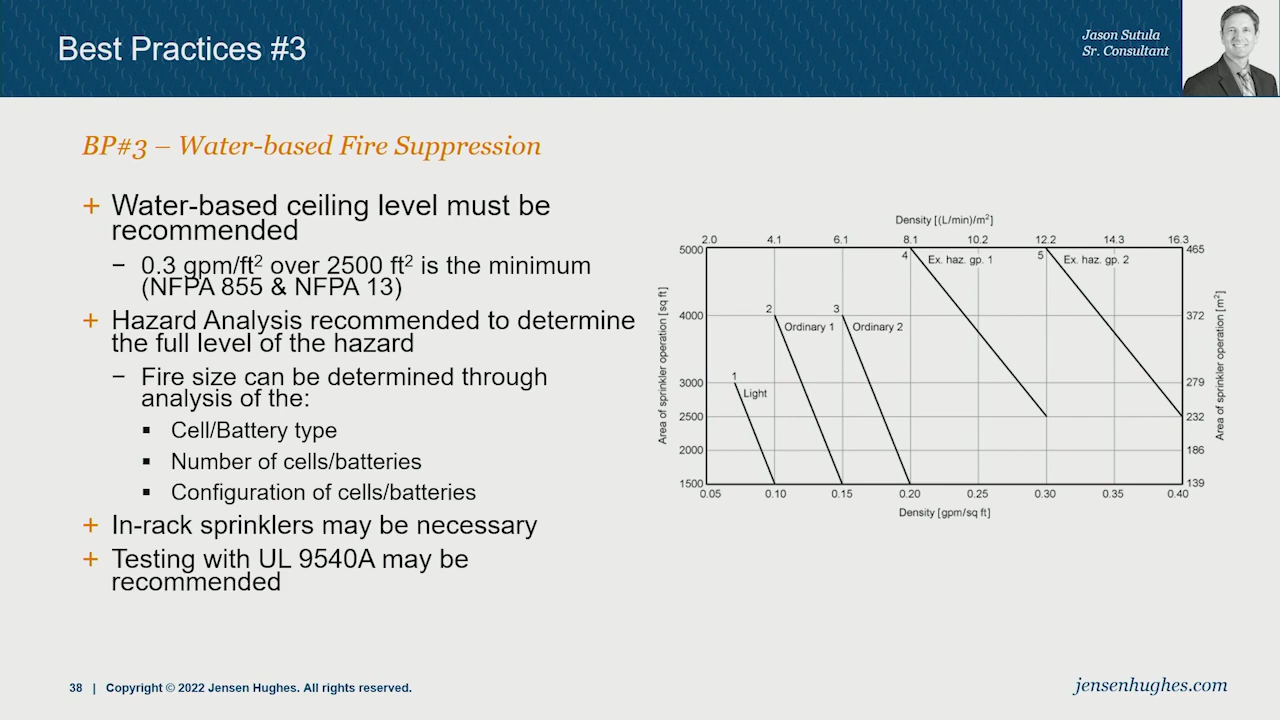 Best Practices #3
Jason Sutula
Sr. Consultant
BP#3 – Water-based Fire Suppression
+ Water-based ceiling level must be
recommended
− 0.3 gpm/ft² over 2500 ft² is the minimum
(NFPA 855 & NFPA 13)
+ Hazard Analysis recommended to determine
the full level of the hazard
− Fire size can be determined through
analysis of the:
▪ Cell/Battery type
▪ Number of cells/batteries
▪ Configuration of cells/batteries
+ In-rack sprinklers may be necessary
+ Testing with UL 9540A may be
recommended
Density [(L/min)/m²]
2.0 4.1 6.1 8.1 10.2 12.2 14.3 16.3
Area of sprinkler operation [sq ft]
5000
4000
3000
2500
2000
1500
1 Light
2 Ordinary 1
3 Ordinary 2
4 Ex. haz. gp. 1
5 Ex. haz. gp. 2
465
372
279
232
186
139
Area of sprinkler operation [m²]
0.05 0.10 0.15 0.20 0.25 0.30 0.35 0.40
Density [gpm/sq ft]
38 | Copyright © 2022 Jensen Hughes. All rights reserved.
jensenhughes.com